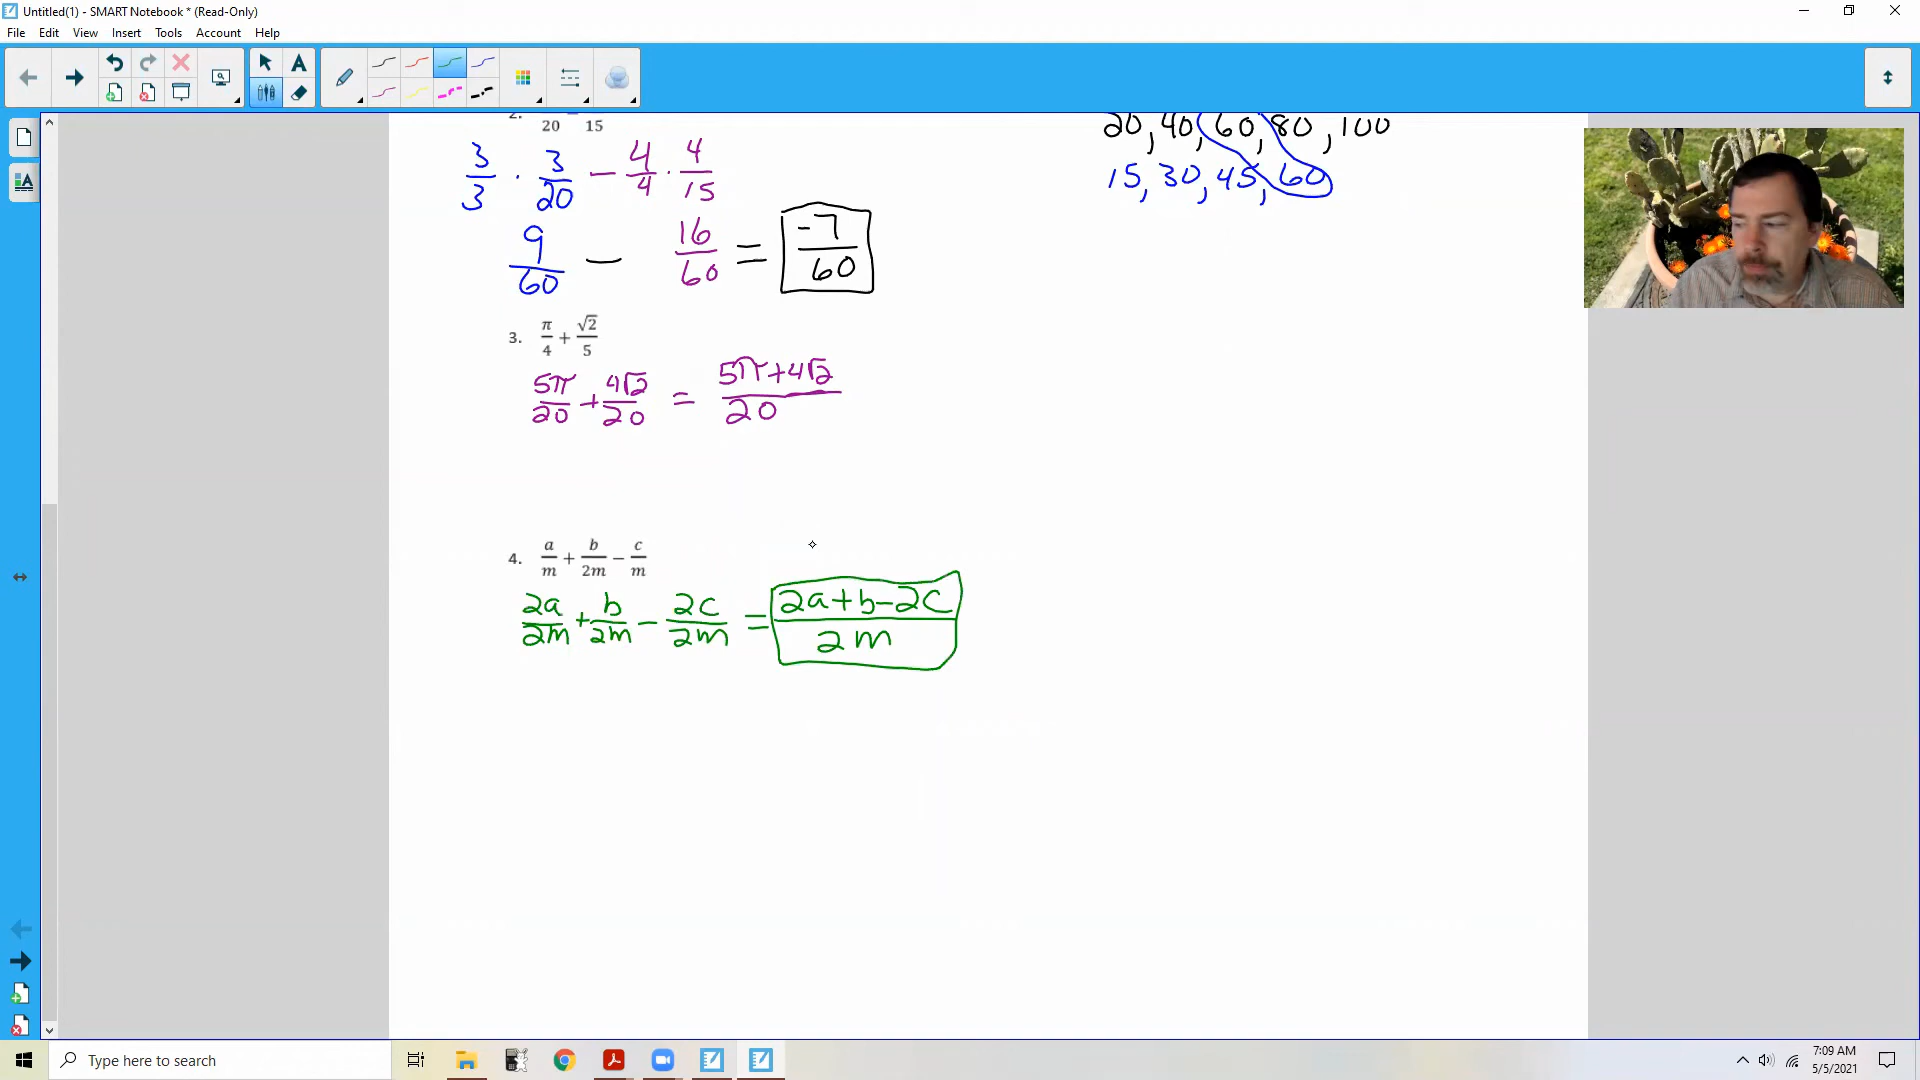 Untitled(1) - SMART Notebook * (Read-Only)
File Edit View Insert Tools Account Help
20 15
20, 40, 60, 80, 100
15, 30, 45, 60
3/3 · 3/20 − 4/4 · 4/15
9/60 − 16/60 = -7/60
3. π/4 + √2/5
5π/20 + 4√2/20 = (5π+4√2)/20
4. a/m + b/2m − c/m
2a/2m + b/2m − 2c/2m = (2a+b−2c)/2m
Type here to search
7:09 AM
5/5/2021